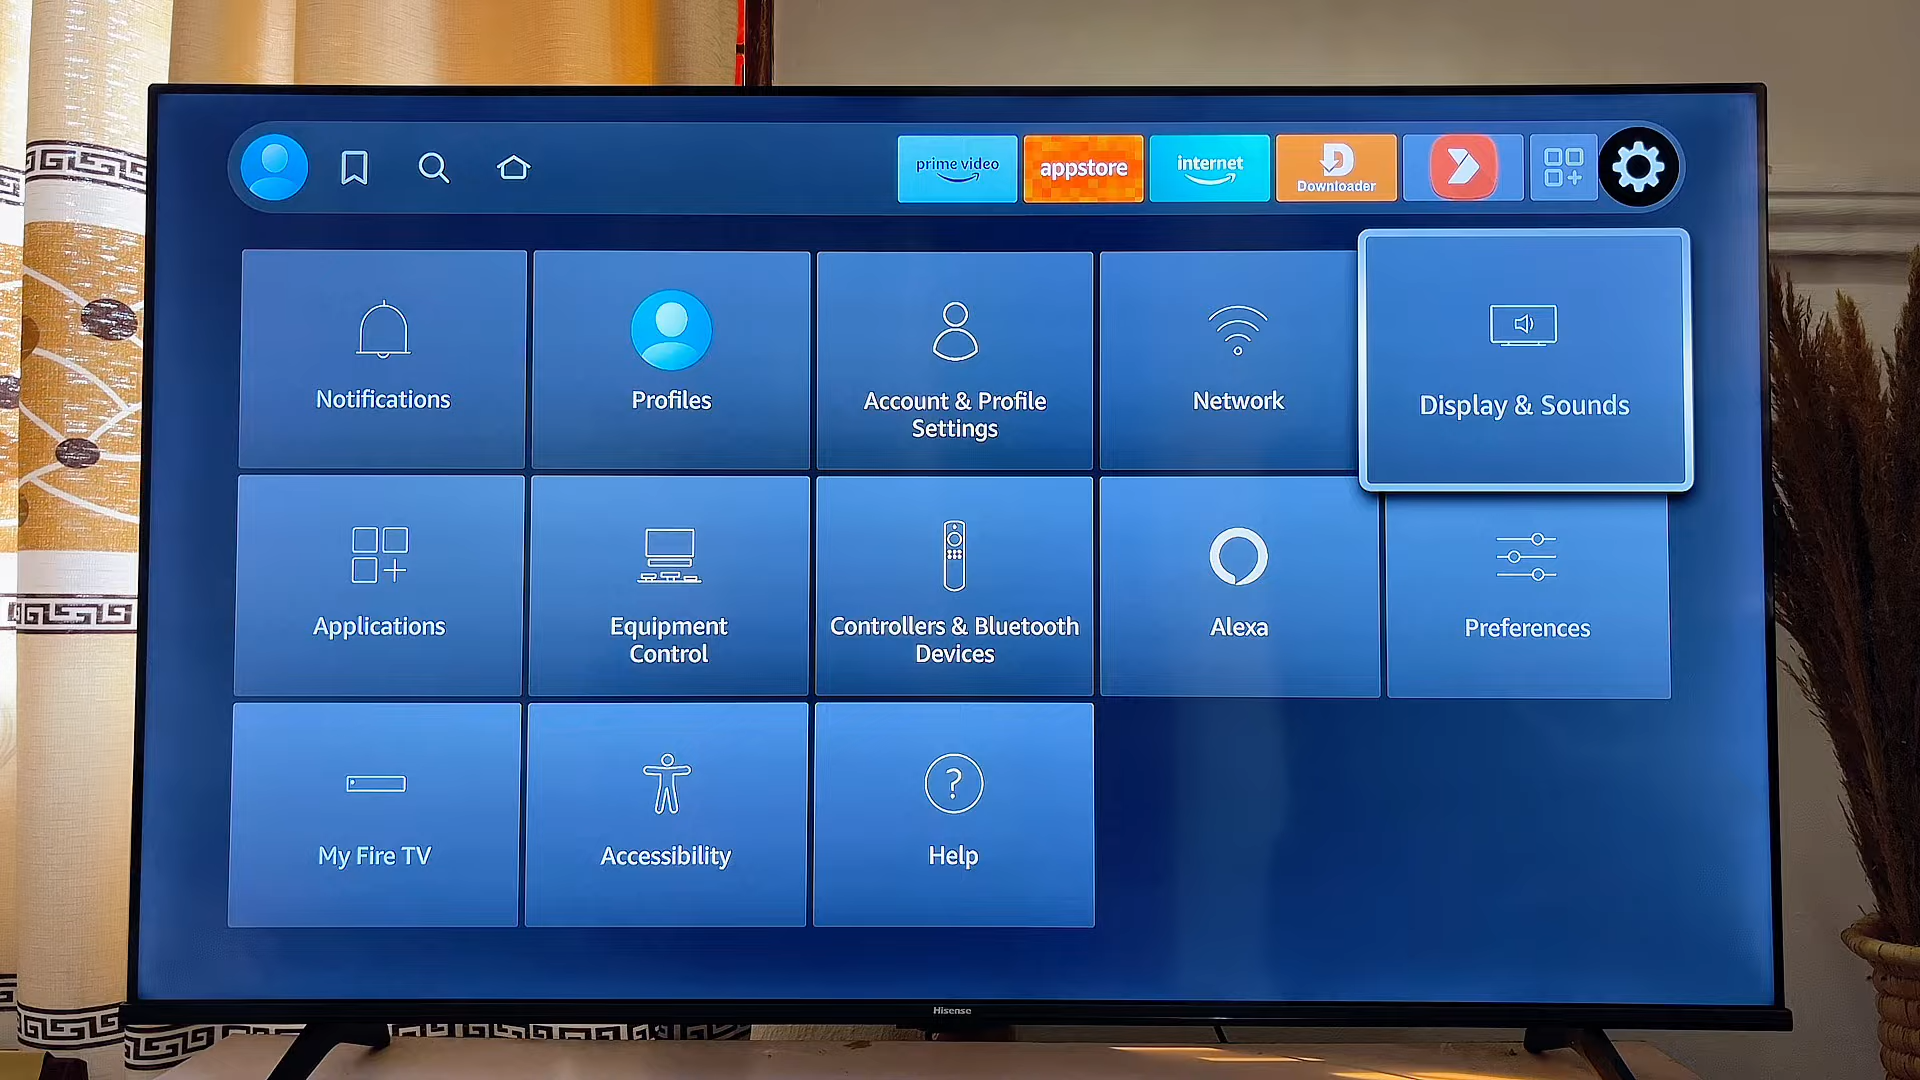 prime video
appstore
internet
Downloader
Notifications
Profiles
Account & Profile
Settings
Network
Display & Sounds
Applications
Equipment
Control
Controllers & Bluetooth
Devices
Alexa
Preferences
My Fire TV
Accessibility
Help
Hisense